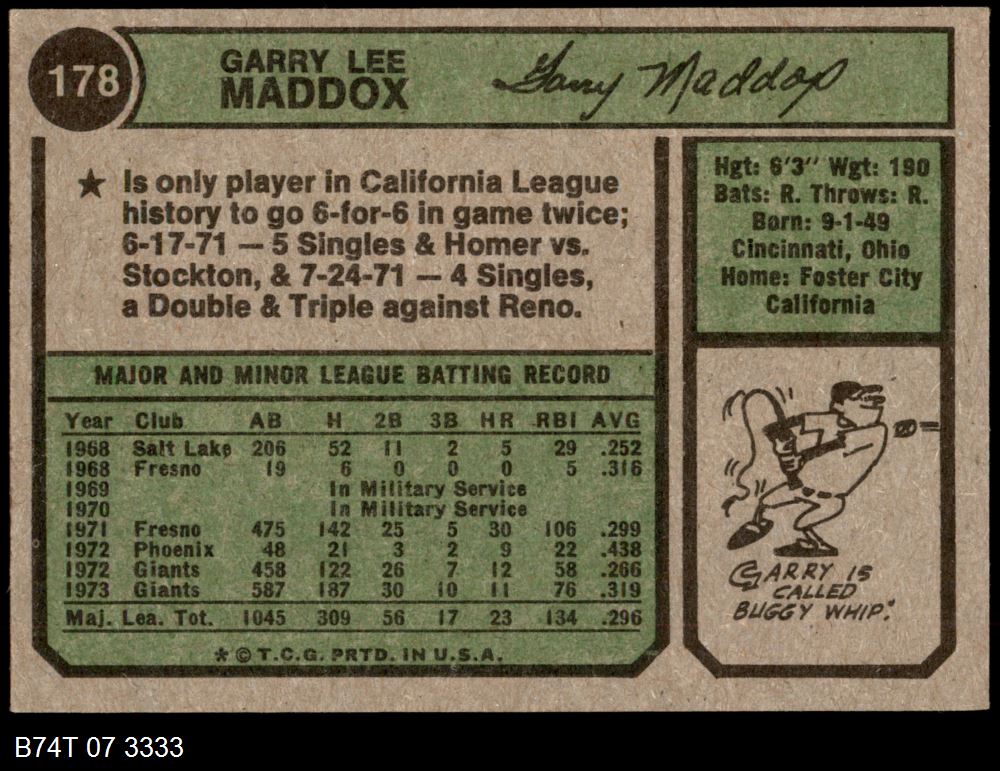 178
GARRY LEE
MADDOX
Garry Maddox
★ Is only player in California League
history to go 6-for-6 in game twice;
6-17-71 — 5 Singles & Homer vs.
Stockton, & 7-24-71 — 4 Singles,
a Double & Triple against Reno.
Hgt: 6'3" Wgt: 190
Bats: R. Throws: R.
Born: 9-1-49
Cincinnati, Ohio
Home: Foster City
California
MAJOR AND MINOR LEAGUE BATTING RECORD
Year Club AB H 2B 3B HR RBI AVG
1968 Salt Lake 206 52 11 2 5 29 .252
1968 Fresno 19 6 0 0 0 5 .316
1969 In Military Service
1970 In Military Service
1971 Fresno 475 142 25 5 30 106 .299
1972 Phoenix 48 21 3 2 9 22 .438
1972 Giants 458 122 26 7 12 58 .266
1973 Giants 587 187 30 10 11 76 .319
Maj. Lea. Tot. 1045 309 56 17 23 134 .296
* © T.C.G. PRTD. IN U.S.A.
GARRY IS
CALLED
BUGGY WHIP."
B74T 07 3333